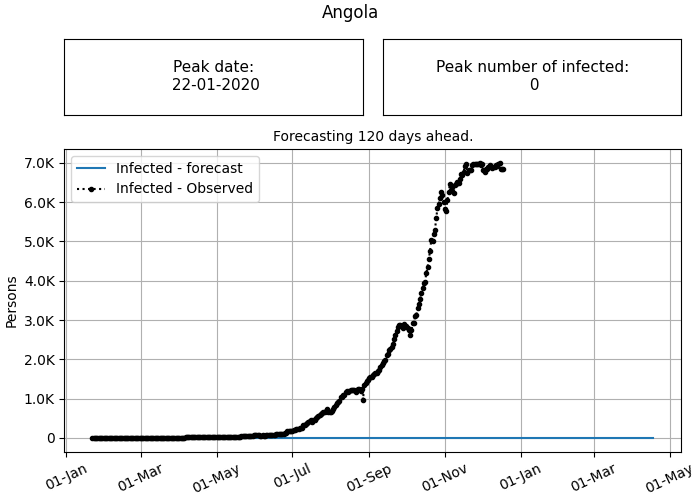 Angola
Peak date:
22-01-2020
Peak number of infected:
0
Forecasting 120 days ahead.
Infected - forecast
Infected - Observed
7.0K
6.0K
5.0K
4.0K
3.0K
2.0K
1.0K
0
Persons
01-Jan 01-Mar 01-May 01-Jul 01-Sep 01-Nov 01-Jan 01-Mar 01-May